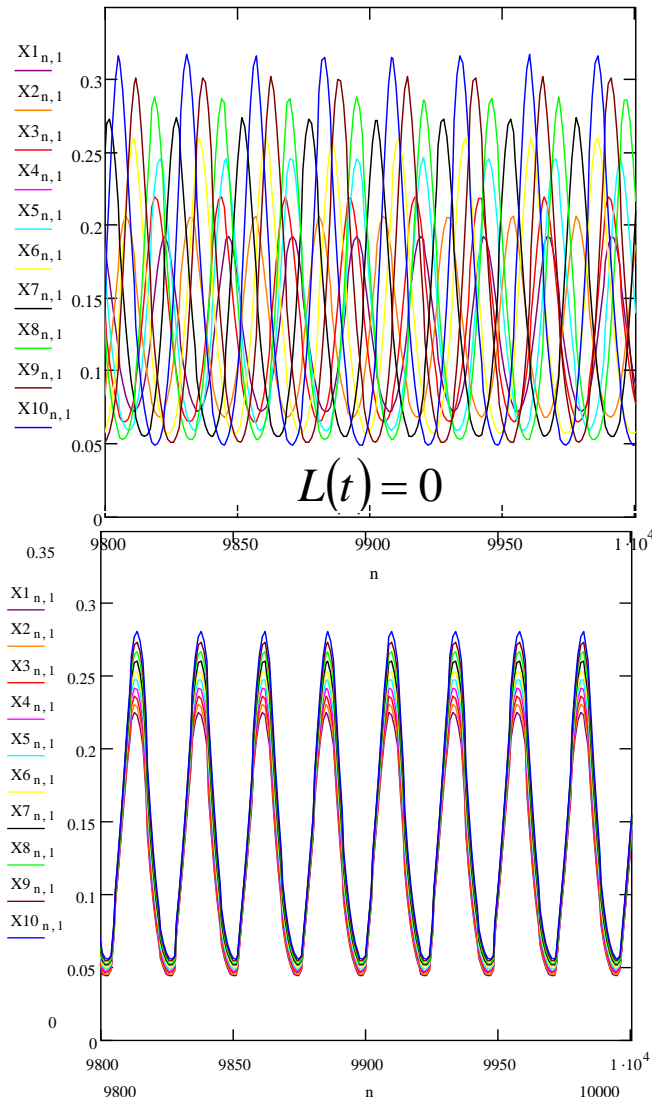 X1n,1
X2n,1
X3n,1
X4n,1
X5n,1
X6n,1
X7n,1
X8n,1
X9n,1
X10n,1
0.3
0.25
0.2
0.15
0.1
0.05
0
L(t) = 0
9800 9850 9900 9950 1·10⁴
n
0.35
X1n,1
X2n,1
X3n,1
X4n,1
X5n,1
X6n,1
X7n,1
X8n,1
X9n,1
X10n,1
0
0.3
0.25
0.2
0.15
0.1
0.05
0
9800 9850 9900 9950 1·10⁴
9800 n 10000